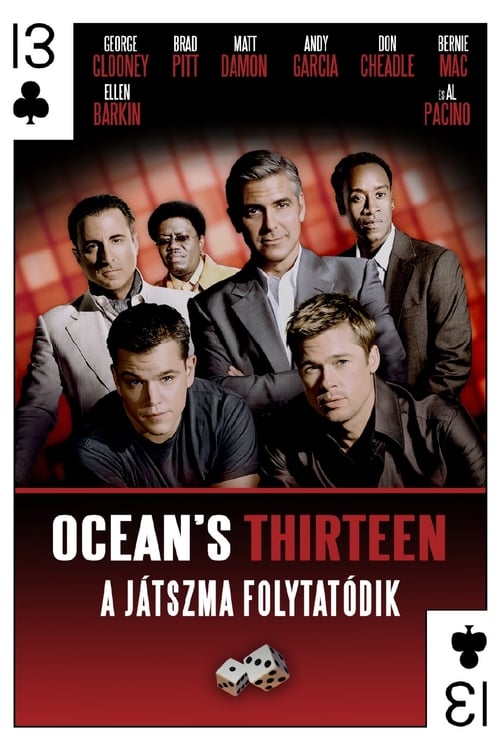 13
GEORGE BRAD MATT ANDY DON BERNIE
CLOONEY PITT DAMON GARCIA CHEADLE MAC
ELLEN ÉS AL
BARKIN PACINO
OCEAN'S THIRTEEN
A JÁTSZMA FOLYTATÓDIK
13